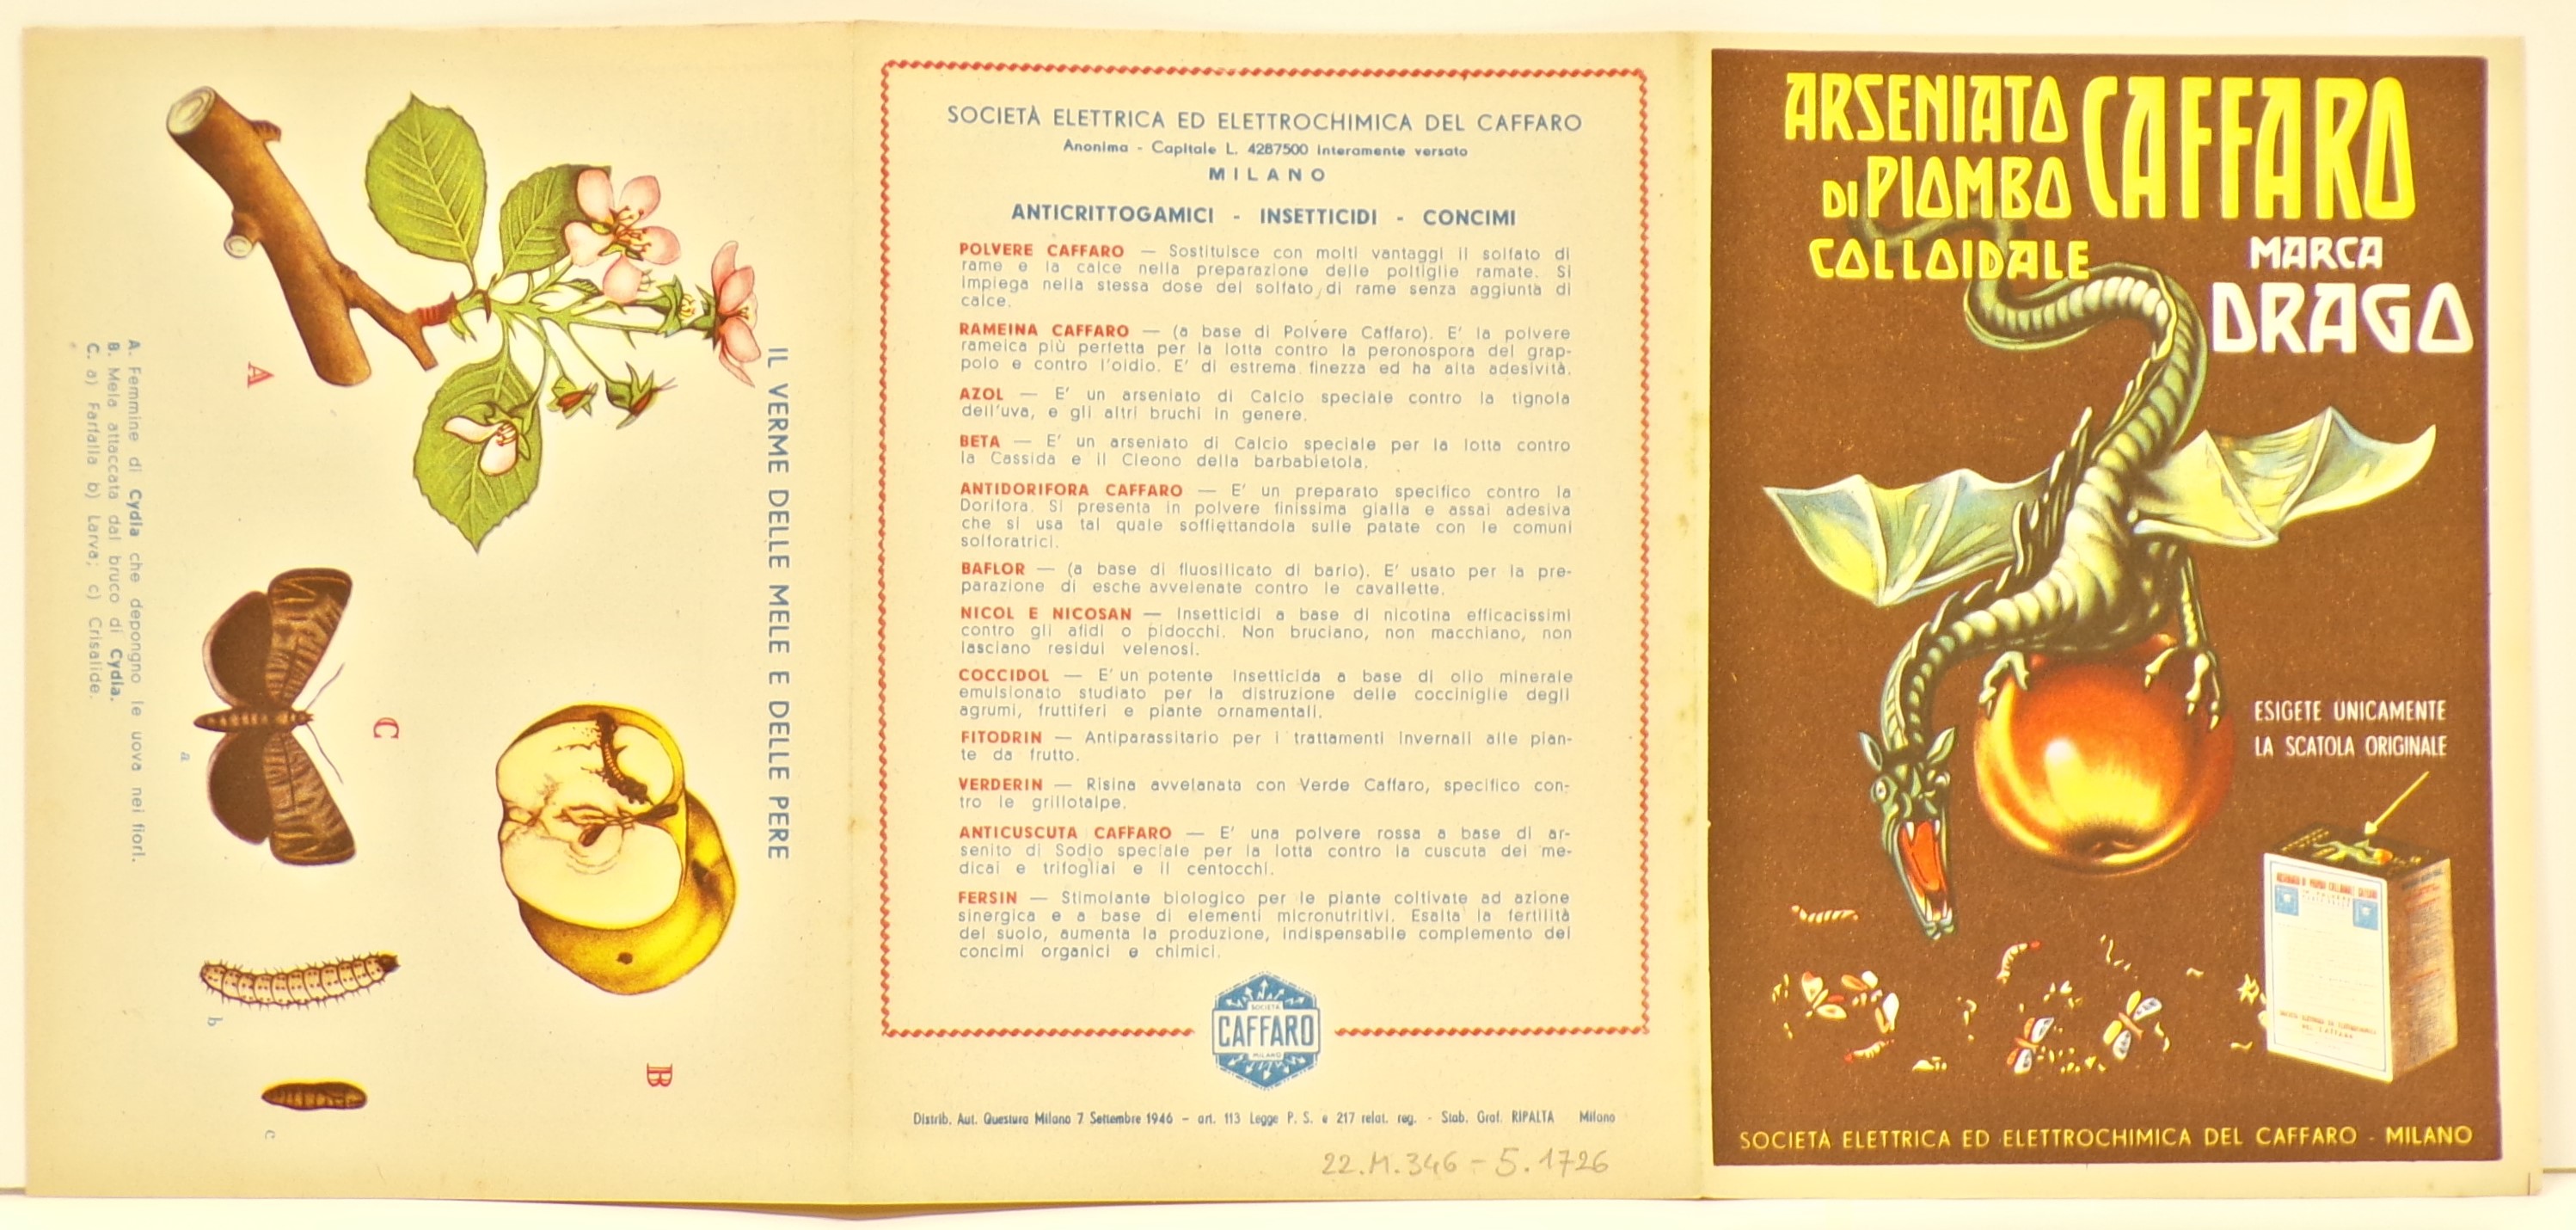 IL VERME DELLE MELE E DELLE PERE
A
C
B
a
b
c
A. Femmine di Cydia che depongno le uova nei fiori.
B. Mela attaccata dal bruco di Cydia.
C. a) Farfalla b) Larva; c) Crisalide.
SOCIETÀ ELETTRICA ED ELETTROCHIMICA DEL CAFFARO
Anonima - Capitale L. 4287500 interamente versato
MILANO
ANTICRITTOGAMICI - INSETTICIDI - CONCIMI
POLVERE CAFFARO — Sostituisce con molti vantaggi il solfato di
rame e la calce nella preparazione delle poltiglie ramate. Si
impiega nella stessa dose del solfato di rame senza aggiunta di
calce.
RAMEINA CAFFARO — (a base di Polvere Caffaro). E' la polvere
rameica più perfetta per la lotta contro la peronospora del grap-
polo e contro l'oidio. E' di estrema finezza ed ha alta adesività.
AZOL — E' un arseniato di Calcio speciale contro la tignola
dell'uva, e gli altri bruchi in genere.
BETA — E' un arseniato di Calcio speciale per la lotta contro
la Cassida e il Cleono della barbabietola.
ANTIDORIFORA CAFFARO — E' un preparato specifico contro la
Dorifora. Si presenta in polvere finissima gialla e assai adesiva
che si usa tal quale soffiettandola sulle patate con le comuni
solforatrici.
BAFLOR — (a base di fluosilicato di bario). E' usato per la pre-
parazione di esche avvelenate contro le cavallette.
NICOL E NICOSAN — Insetticidi a base di nicotina efficacissimi
contro gli afidi o pidocchi. Non bruciano, non macchiano, non
lasciano residui velenosi.
COCCIDOL — E' un potente Insetticida a base di olio minerale
emulsionato studiato per la distruzione delle cocciniglie degli
agrumi, fruttiferi e piante ornamentali.
FITODRIN — Antiparassitario per i trattamenti invernali alle pian-
te da frutto.
VERDERIN — Risina avvelanata con Verde Caffaro, specifico con-
tro le grillotalpe.
ANTICUSCUTA CAFFARO — E' una polvere rossa a base di ar-
senito di Sodio speciale per la lotta contro la cuscuta dei me-
dicai e trifogliai e il centocchi.
FERSIN — Stimolante biologico per le piante coltivate ad azione
sinergica e a base di elementi micronutritivi. Esalta la fertilità
del suolo, aumenta la produzione, indispensabile complemento dei
concimi organici e chimici.
SOCIETÀ
CAFFARO
MILANO
Distrib. Aut. Questura Milano 7 Settembre 1946 - art. 113 Legge P. S. e 217 relat. reg. - Stab. Graf. RIPALTA Milano
22.M.346 - 5.1726
ARSENIATO
DI PIOMBO
COLLOIDALE
CAFFARO
MARCA
DRAGO
ESIGETE UNICAMENTE
LA SCATOLA ORIGINALE
SOCIETÀ ELETTRICA ED ELETTROCHIMICA DEL CAFFARO - MILANO